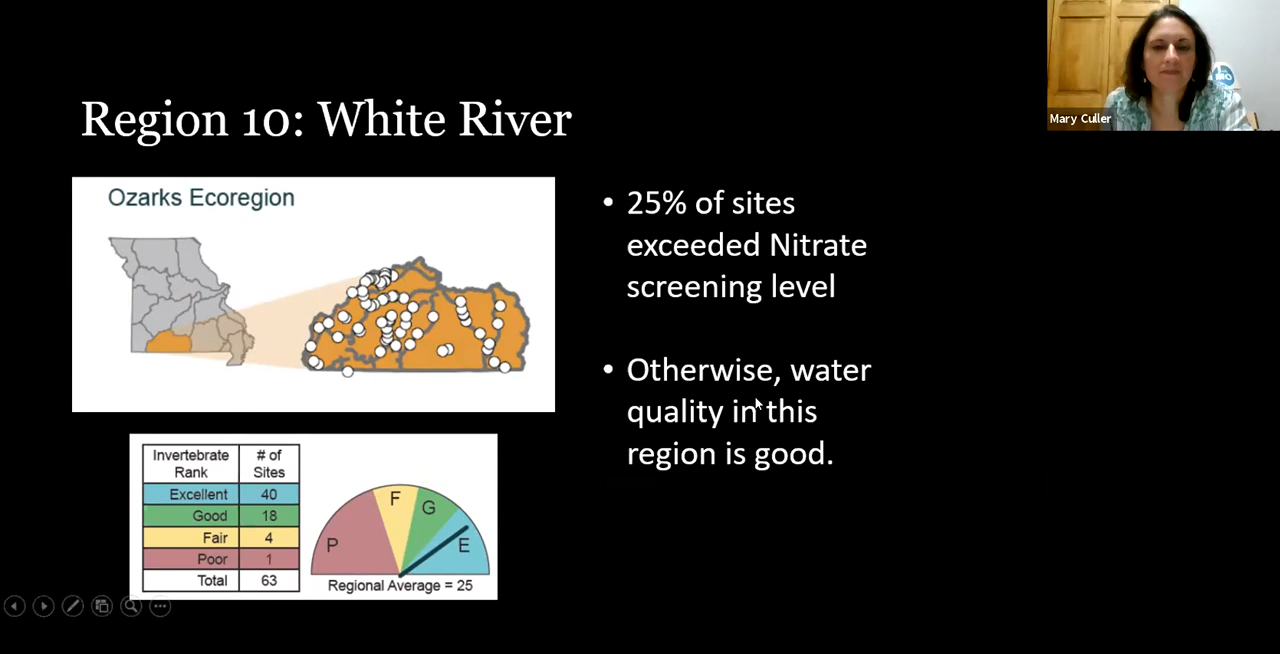 Mary Culler
Region 10: White River
Ozarks Ecoregion
• 25% of sites
exceeded Nitrate
screening level
• Otherwise, water
quality in this
region is good.
Invertebrate Rank # of Sites
Excellent 40
Good 18
Fair 4
Poor 1
Total 63
P F G E
Regional Average = 25
MO